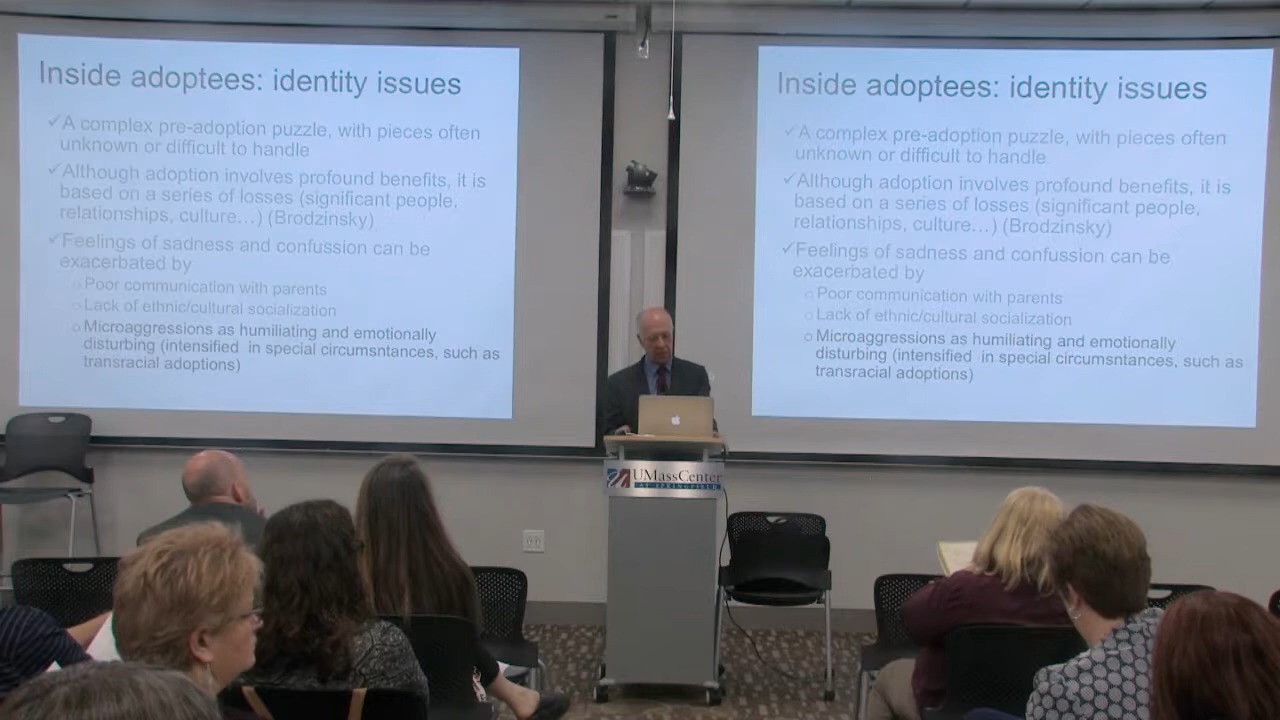 Inside adoptees: identity issues
✓A complex pre-adoption puzzle, with pieces often
unknown or difficult to handle
✓Although adoption involves profound benefits, it is
based on a series of losses (significant people,
relationships, culture…) (Brodzinsky)
✓Feelings of sadness and confussion can be
exacerbated by
○Poor communication with parents
○Lack of ethnic/cultural socialization
○Microaggressions as humiliating and emotionally
disturbing (intensified in special circumsntances, such as
transracial adoptions)
Inside adoptees: identity issues
✓A complex pre-adoption puzzle, with pieces often
unknown or difficult to handle
✓Although adoption involves profound benefits, it is
based on a series of losses (significant people,
relationships, culture…) (Brodzinsky)
✓Feelings of sadness and confussion can be
exacerbated by
○Poor communication with parents
○Lack of ethnic/cultural socialization
○Microaggressions as humiliating and emotionally
disturbing (intensified in special circumsntances, such as
transracial adoptions)
UMassCenter
AT SPRINGFIELD